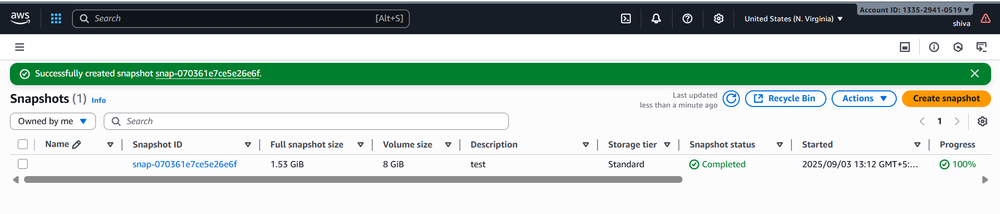 aws
Search [Alt+S]
United States (N. Virginia)
Account ID: 1335-2941-0519
shiva
Successfully created snapshot snap-070361e7ce5e26e6f.
Snapshots (1) Info
Last updated
less than a minute ago
Recycle Bin
Actions
Create snapshot
Owned by me
Search
1
Name Snapshot ID Full snapshot size Volume size Description Storage tier Snapshot status Started Progress
snap-070361e7ce5e26e6f 1.53 GiB 8 GiB test Standard Completed 2025/09/03 13:12 GMT+5:... 100%